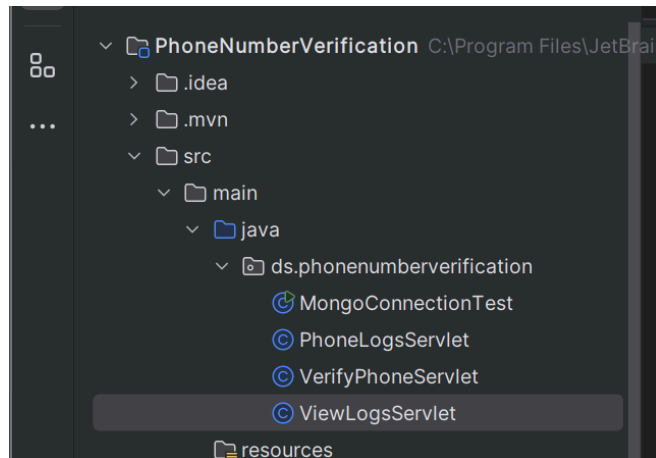 PhoneNumberVerification C:\Program Files\JetBrai
.idea
.mvn
src
main
java
ds.phonenumberverification
MongoConnectionTest
PhoneLogsServlet
VerifyPhoneServlet
ViewLogsServlet
resources